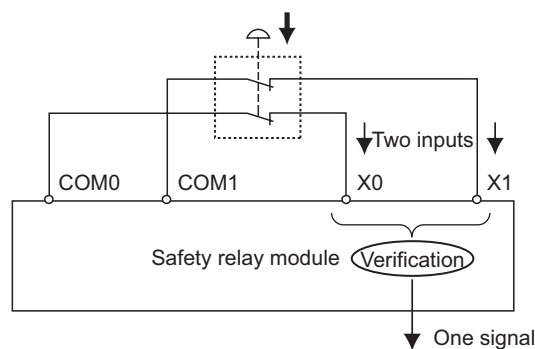 Two inputs
COM0
COM1
X0
X1
Safety relay module
Verification
One signal